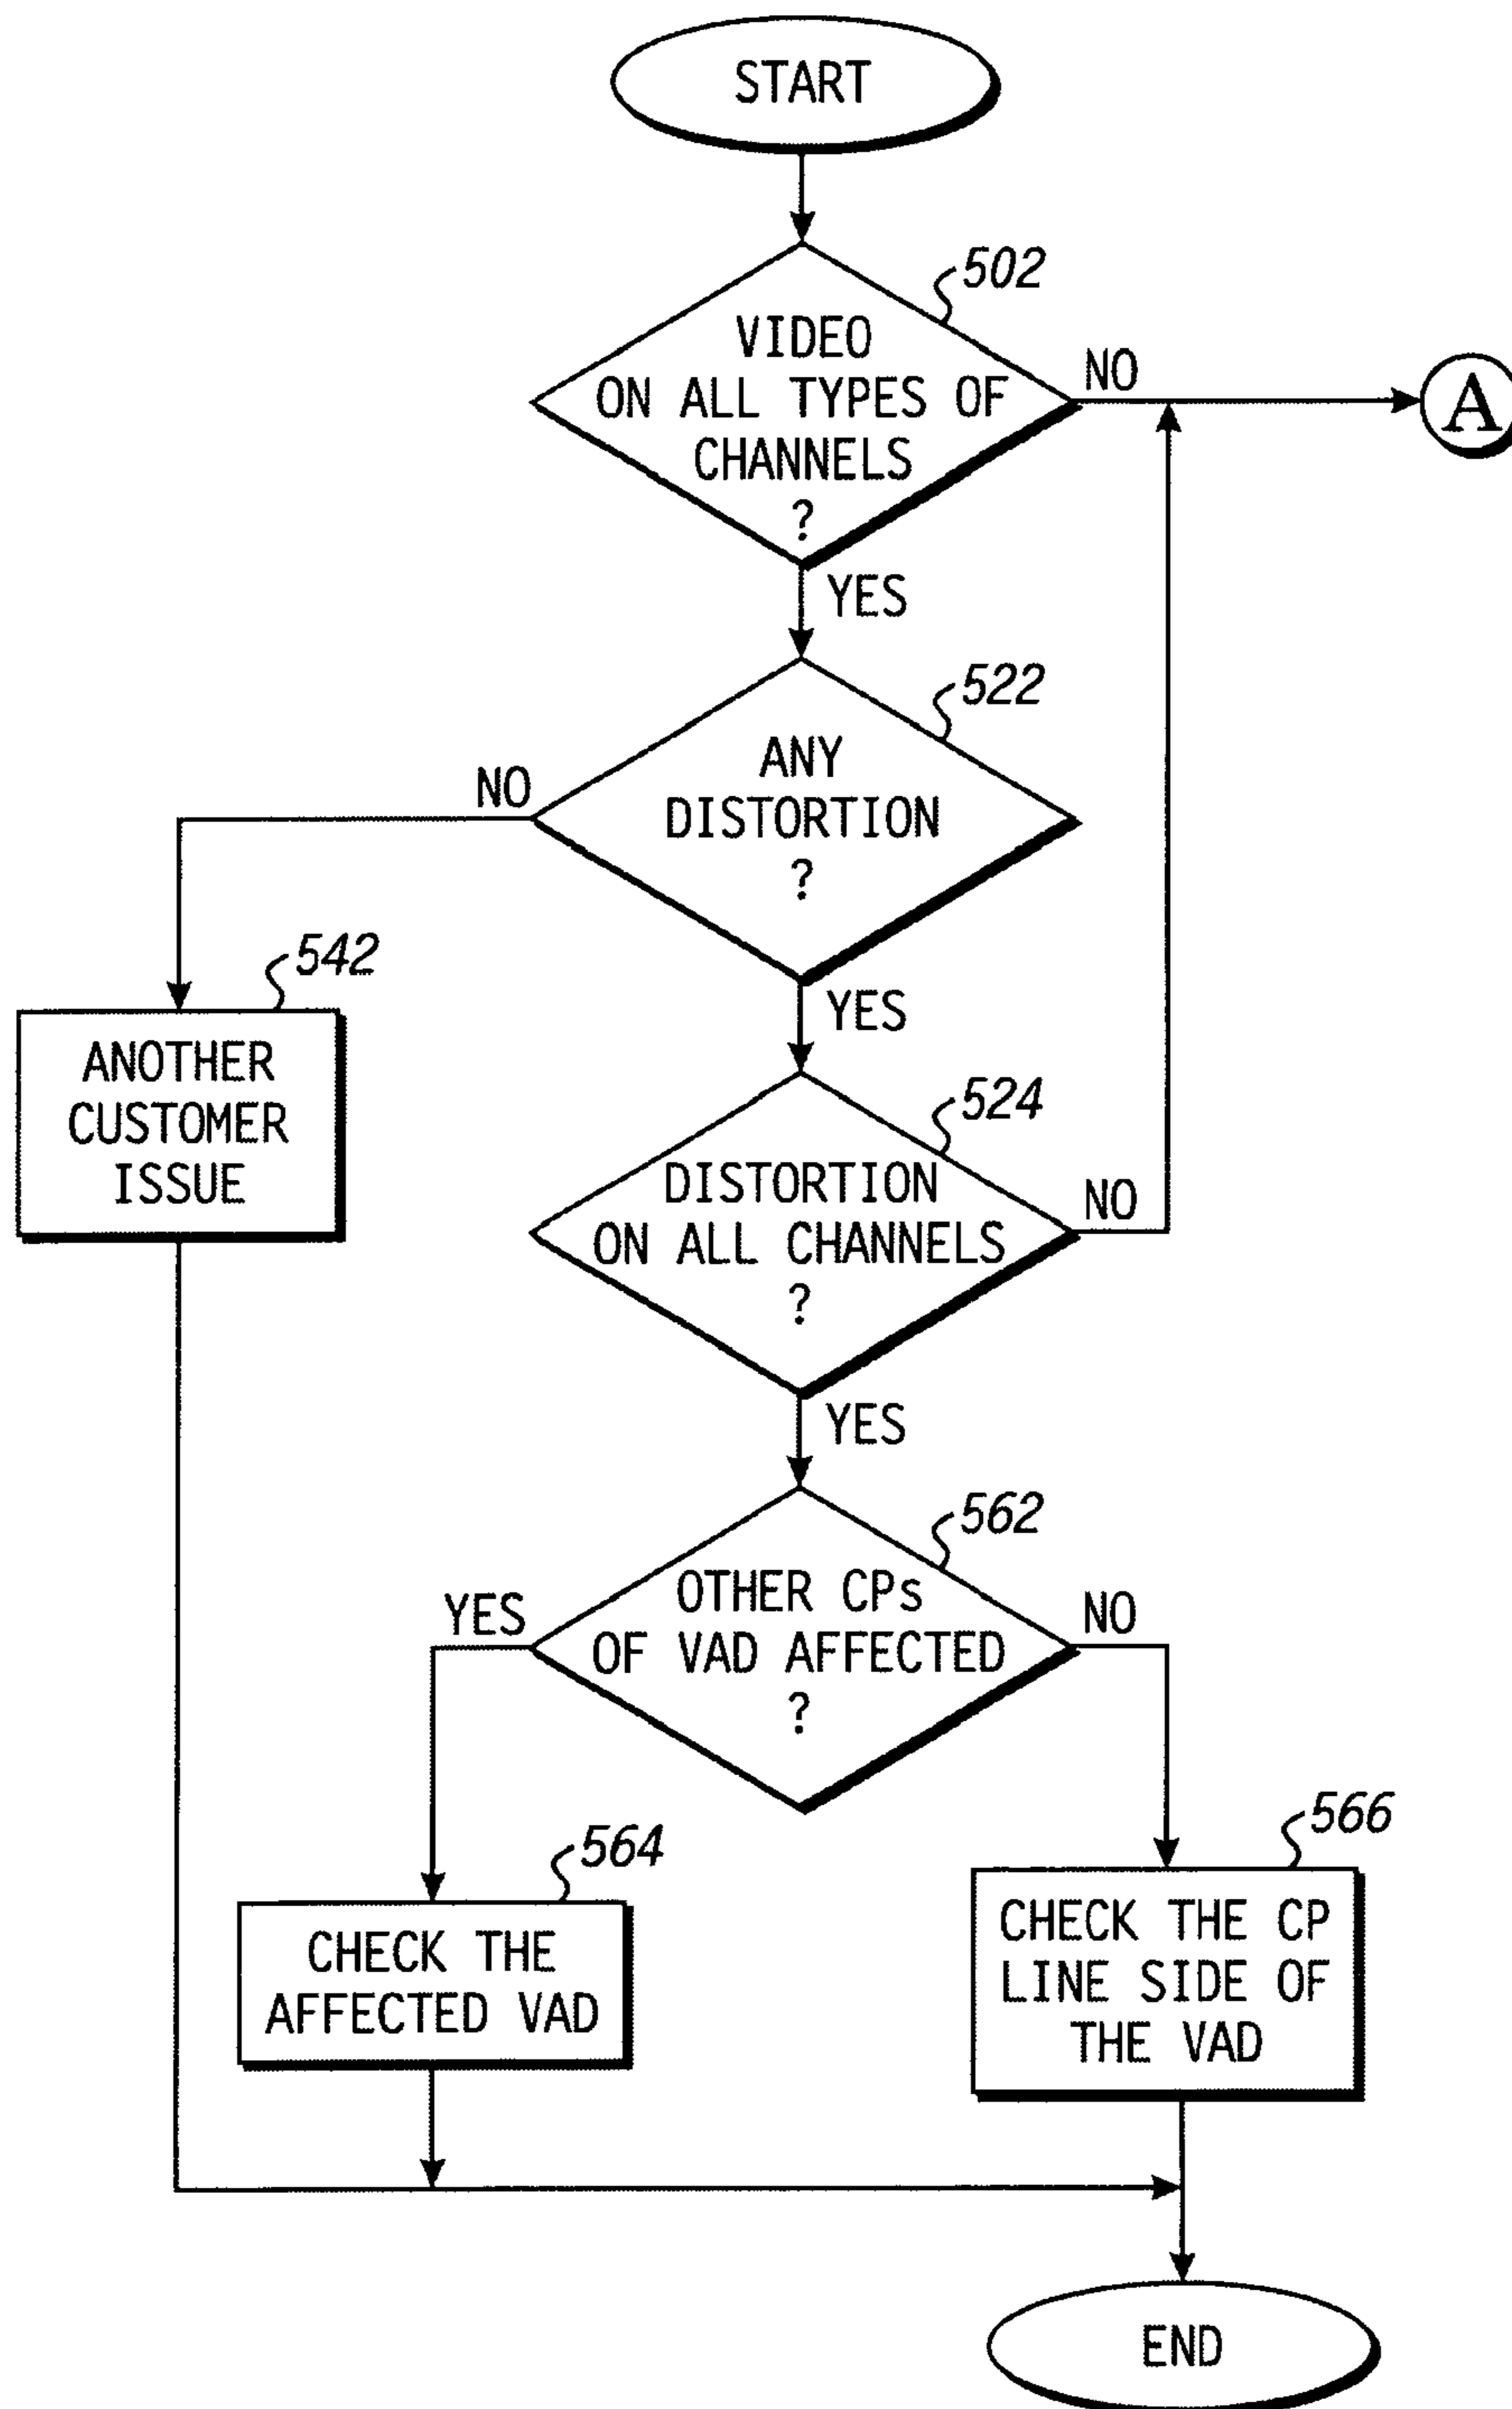 START
502
VIDEO
ON ALL TYPES OF
CHANNELS
?
NO
A
YES
522
ANY
DISTORTION
?
NO
YES
542
ANOTHER
CUSTOMER
ISSUE
524
DISTORTION
ON ALL CHANNELS
?
NO
YES
562
OTHER CPs
OF VAD AFFECTED
?
YES
NO
564
CHECK THE
AFFECTED VAD
566
CHECK THE CP
LINE SIDE OF
THE VAD
END